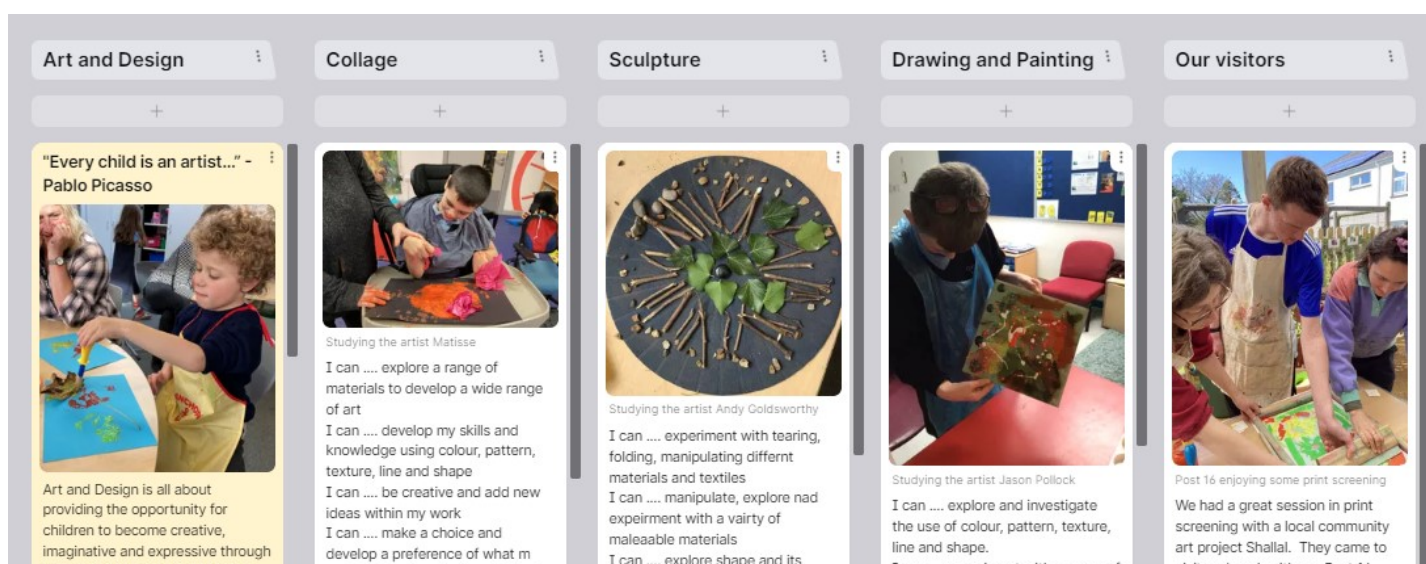 Art and Design
Collage
Sculpture
Drawing and Painting
Our visitors
"Every child is an artist..." -
Pablo Picasso
Art and Design is all about
providing the opportunity for
children to become creative,
imaginative and expressive through
Studying the artist Matisse
I can .... explore a range of
materials to develop a wide range
of art
I can .... develop my skills and
knowledge using colour, pattern,
texture, line and shape
I can .... be creative and add new
ideas within my work
I can .... make a choice and
develop a preference of what m
Studying the artist Andy Goldsworthy
I can .... experiment with tearing,
folding, manipulating differnt
materials and textiles
I can .... manipulate, explore nad
expeirment with a vairty of
maleaable materials
I can .... explore shape and its
Studying the artist Jason Pollock
I can .... explore and investigate
the use of colour, pattern, texture,
line and shape.
Post 16 enjoying some print screening
We had a great session in print
screening with a local community
art project Shallal. They came to